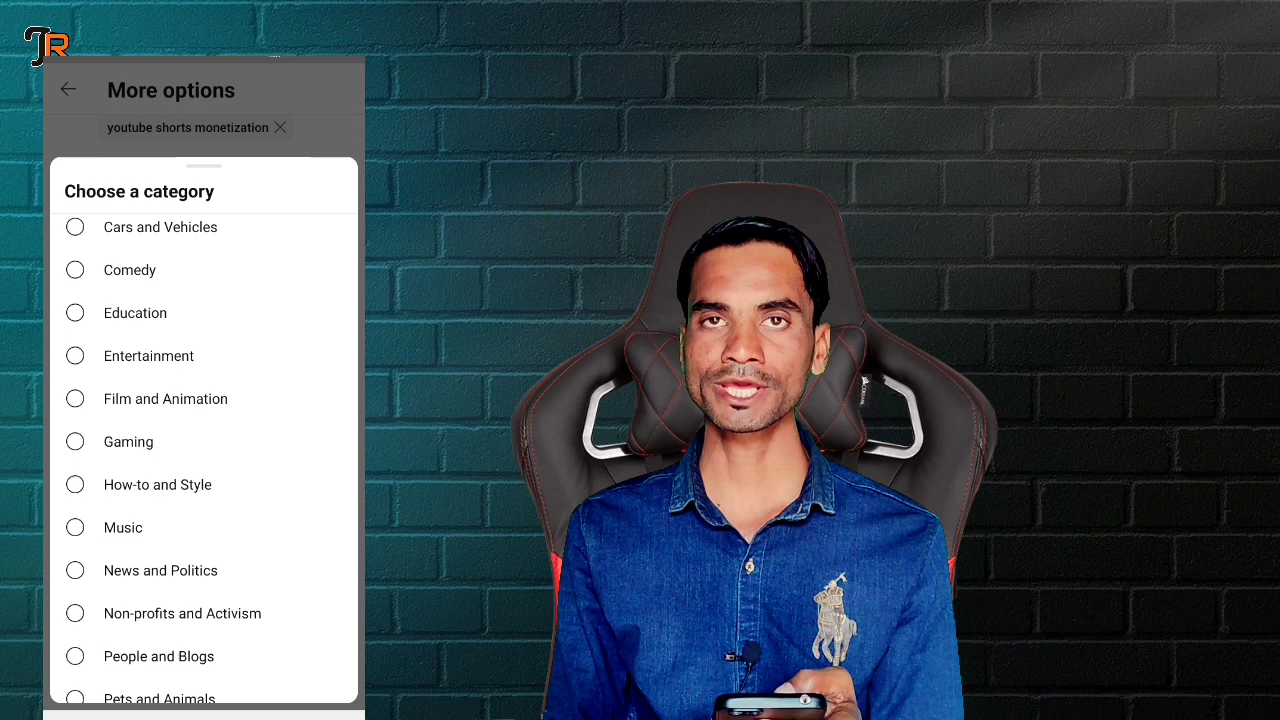 TR
More options
youtube shorts monetization
Choose a category
Cars and Vehicles
Comedy
Education
Entertainment
Film and Animation
Gaming
How-to and Style
Music
News and Politics
Non-profits and Activism
People and Blogs
Pets and Animals